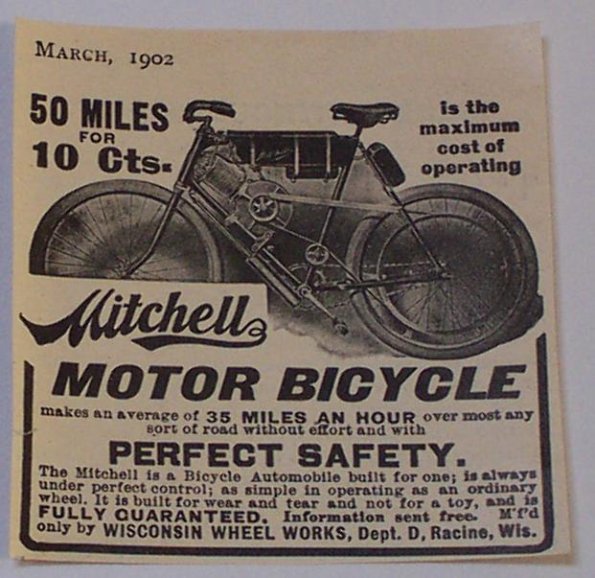 MARCH, 1902
50 MILES
FOR
10 Cts.
is the
maximum
cost of
operating
Mitchell
MOTOR BICYCLE
makes an average of 35 MILES AN HOUR over most any
sort of road without effort and with
PERFECT SAFETY.
The Mitchell is a Bicycle Automobile built for one; is always
under perfect control; as simple in operating as an ordinary
wheel. It is built for wear and tear and not for a toy, and is
FULLY GUARANTEED. Information sent free. M'f'd
only by WISCONSIN WHEEL WORKS, Dept. D, Racine, Wis.